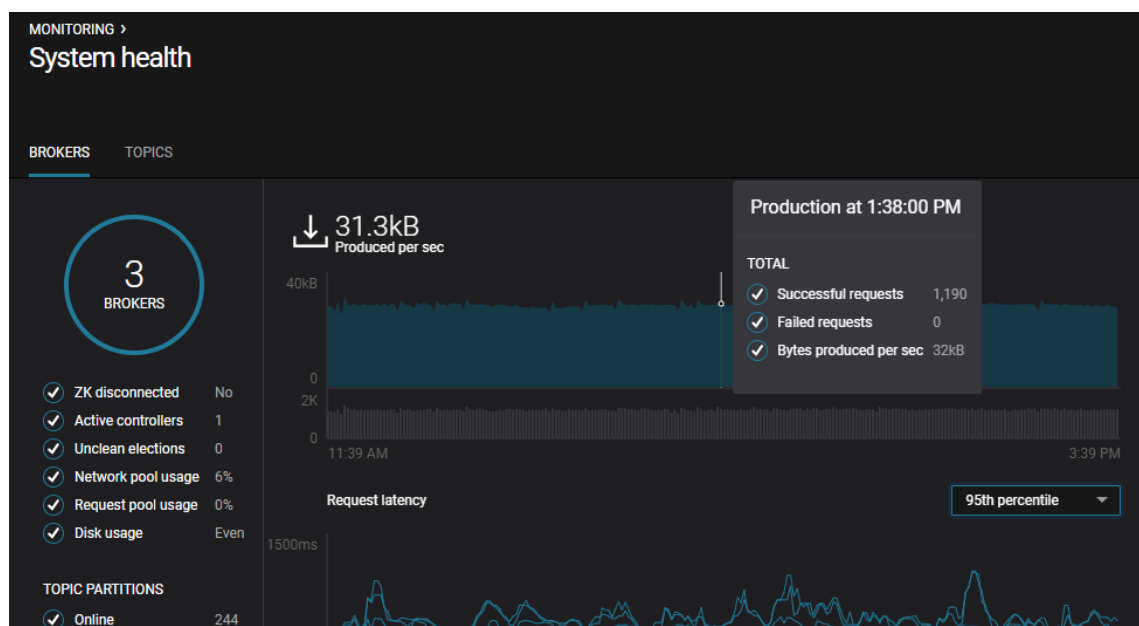 MONITORING >
System health
BROKERS TOPICS
3
BROKERS
ZK disconnected No
Active controllers 1
Unclean elections 0
Network pool usage 6%
Request pool usage 0%
Disk usage Even
TOPIC PARTITIONS
Online 244
31.3kB
Produced per sec
40kB
0
2K
0
11:39 AM 3:39 PM
Production at 1:38:00 PM
TOTAL
Successful requests 1,190
Failed requests 0
Bytes produced per sec 32kB
Request latency 95th percentile
1500ms